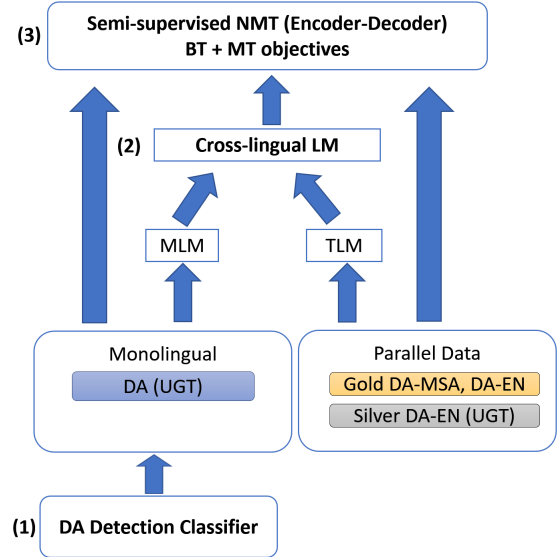 (3)
Semi-supervised NMT (Encoder-Decoder)
BT + MT objectives
(2)
Cross-lingual LM
MLM
TLM
Monolingual
DA (UGT)
Parallel Data
Gold DA-MSA, DA-EN
Silver DA-EN (UGT)
(1)
DA Detection Classifier